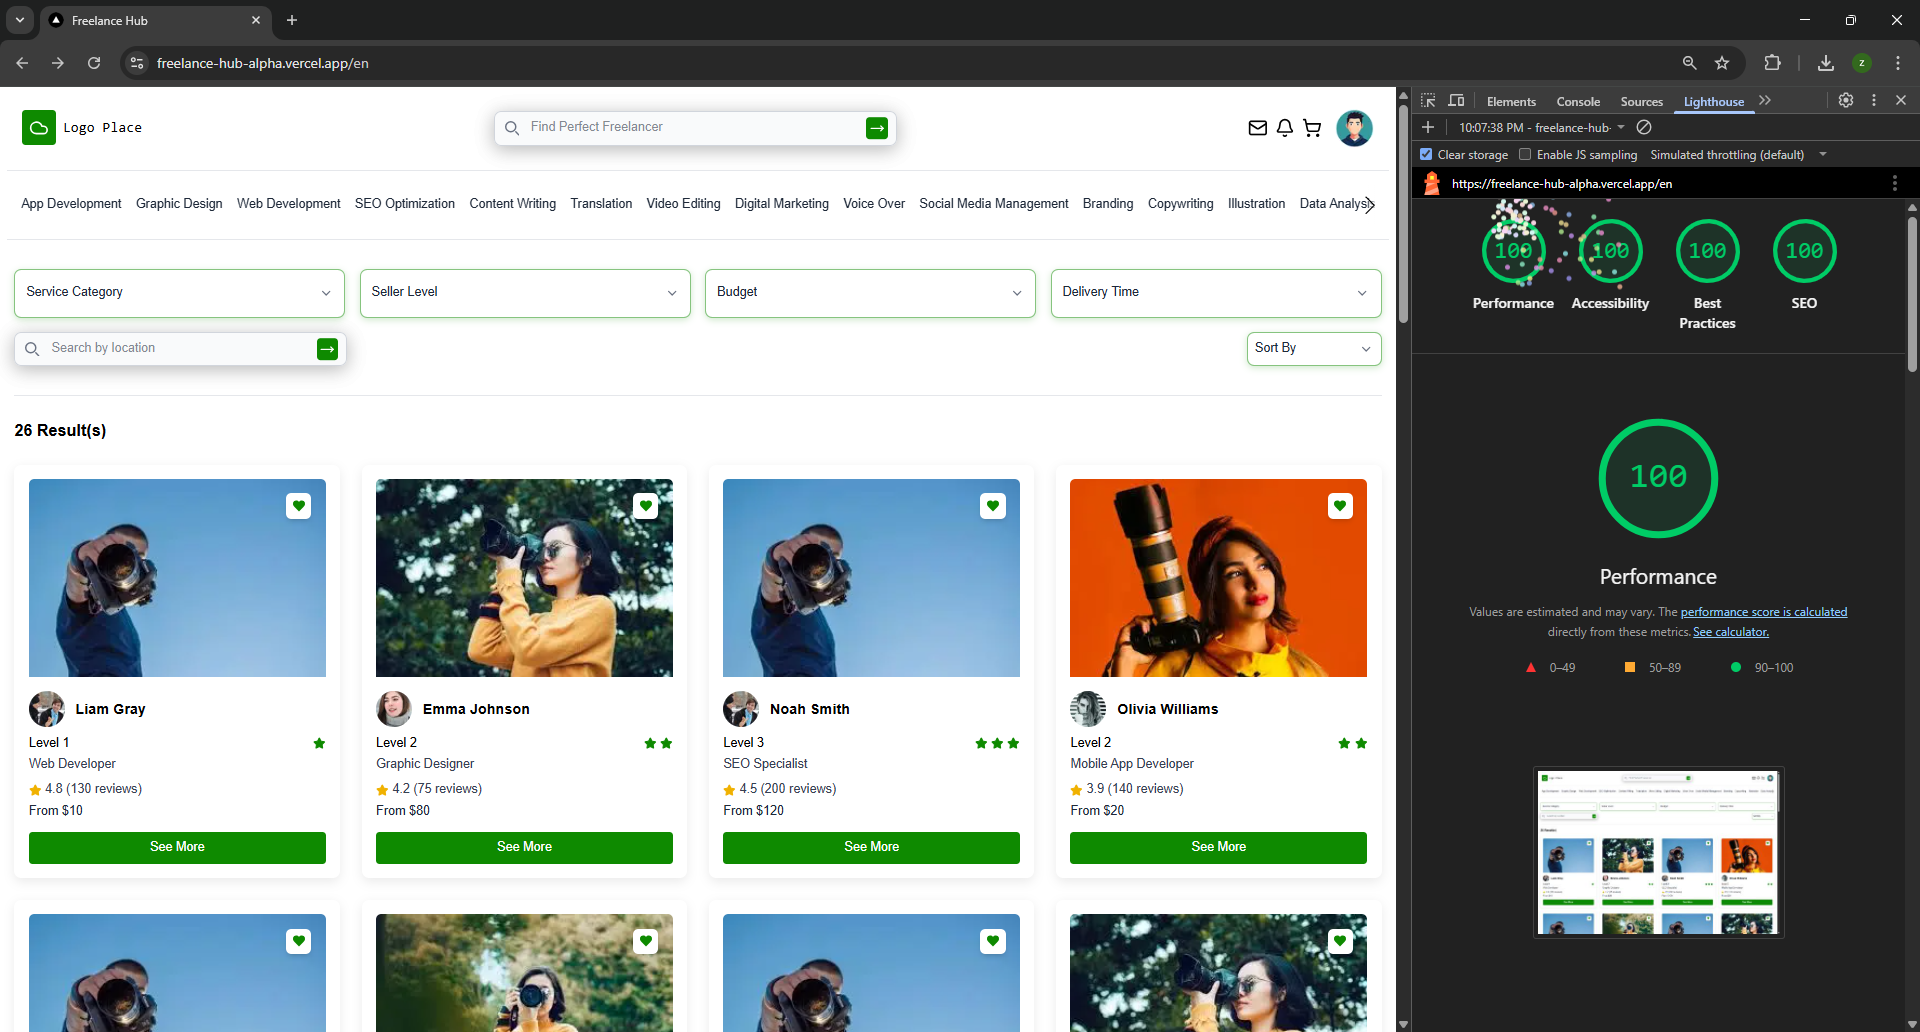 Freelance Hub
freelance-hub-alpha.vercel.app/en
z
Logo Place
Find Perfect Freelancer
App Development Graphic Design Web Development SEO Optimization Content Writing Translation Video Editing Digital Marketing Voice Over Social Media Management Branding Copywriting Illustration Data Analysis
Service Category
Seller Level
Budget
Delivery Time
Search by location
Sort By
26 Result(s)
Liam Gray
Level 1
Web Developer
4.8 (130 reviews)
From $10
See More
Emma Johnson
Level 2
Graphic Designer
4.2 (75 reviews)
From $80
See More
Noah Smith
Level 3
SEO Specialist
4.5 (200 reviews)
From $120
See More
Olivia Williams
Level 2
Mobile App Developer
3.9 (140 reviews)
From $20
See More
Elements Console Sources Lighthouse
10:07:38 PM - freelance-hub-
Clear storage Enable JS sampling Simulated throttling (default)
https://freelance-hub-alpha.vercel.app/en
100 100 100 100
Performance Accessibility Best Practices SEO
100
Performance
Values are estimated and may vary. The performance score is calculated
directly from these metrics. See calculator.
0–49 50–89 90–100